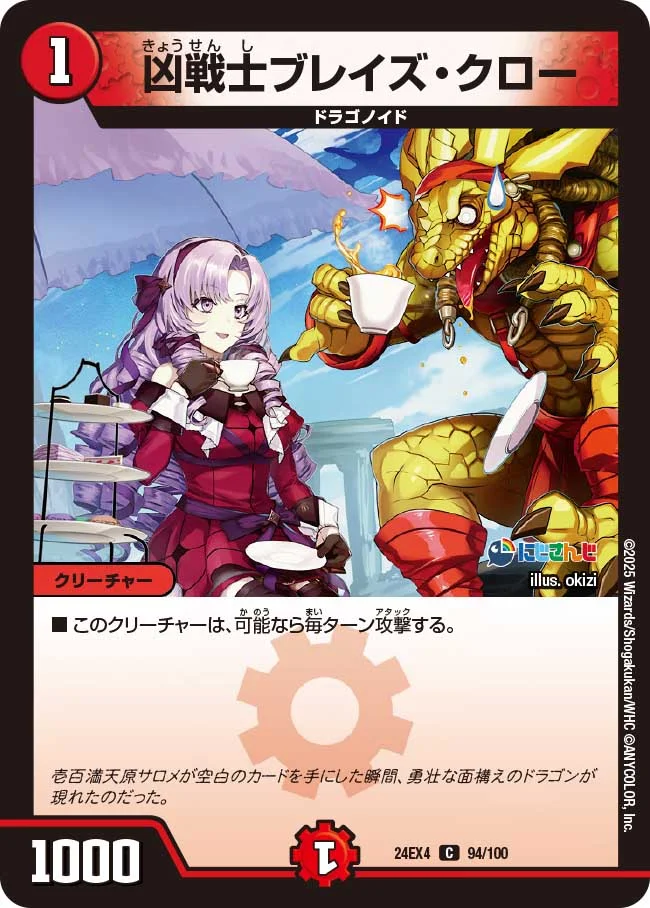 1
きょうせんし
凶戦士ブレイズ・クロー
ドラゴノイド
にじさんじ
illus. okizi
クリーチャー
■ このクリーチャーは、可能なら毎ターン攻撃する。
かのう まい アタック
壱百満天原サロメが空白のカードを手にした瞬間、勇壮な面構えのドラゴンが
現れたのだった。
1000
1
24EX4 C 94/100
©2025 Wizards/Shogakukan/WHC ©ANYCOLOR, Inc.